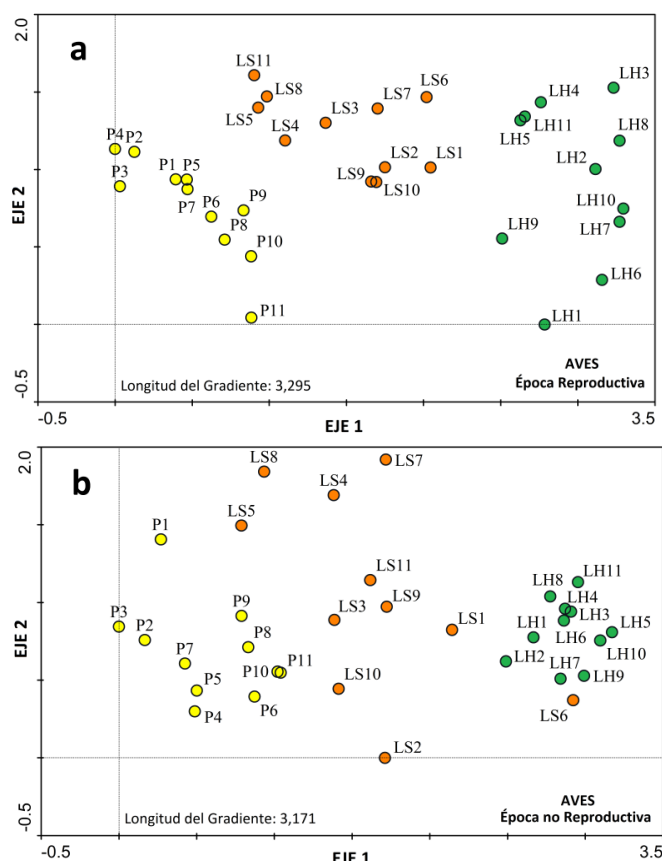 a
2.0
LS11
LS8
LS5
LS4
LS3
LS7
LS6
LH4
LH3
LH11
LH5
LH8
P4
P2
P3
P1
P5
P7
LS2
LS1
LS9
LS10
LH2
P6
P9
P8
P10
LH10
LH7
LH9
LH6
P11
LH1
EJE 2
-0.5
Longitud del Gradiente: 3,295
AVES
Época Reproductiva
-0.5
EJE 1
3.5
b
2.0
LS8
LS7
LS4
LS5
P1
LS11
LS9
LS3
LS1
LH11
LH8
LH4
LH3
LH1
LH6
LH5
LH10
LH2
LH7
LH9
P3
P2
P9
P8
P7
P10
P11
P5
P6
P4
LS10
LS6
LS2
EJE 2
-0.5
Longitud del Gradiente: 3,171
AVES
Época no Reproductiva
-0.5
EJE 1
3.5